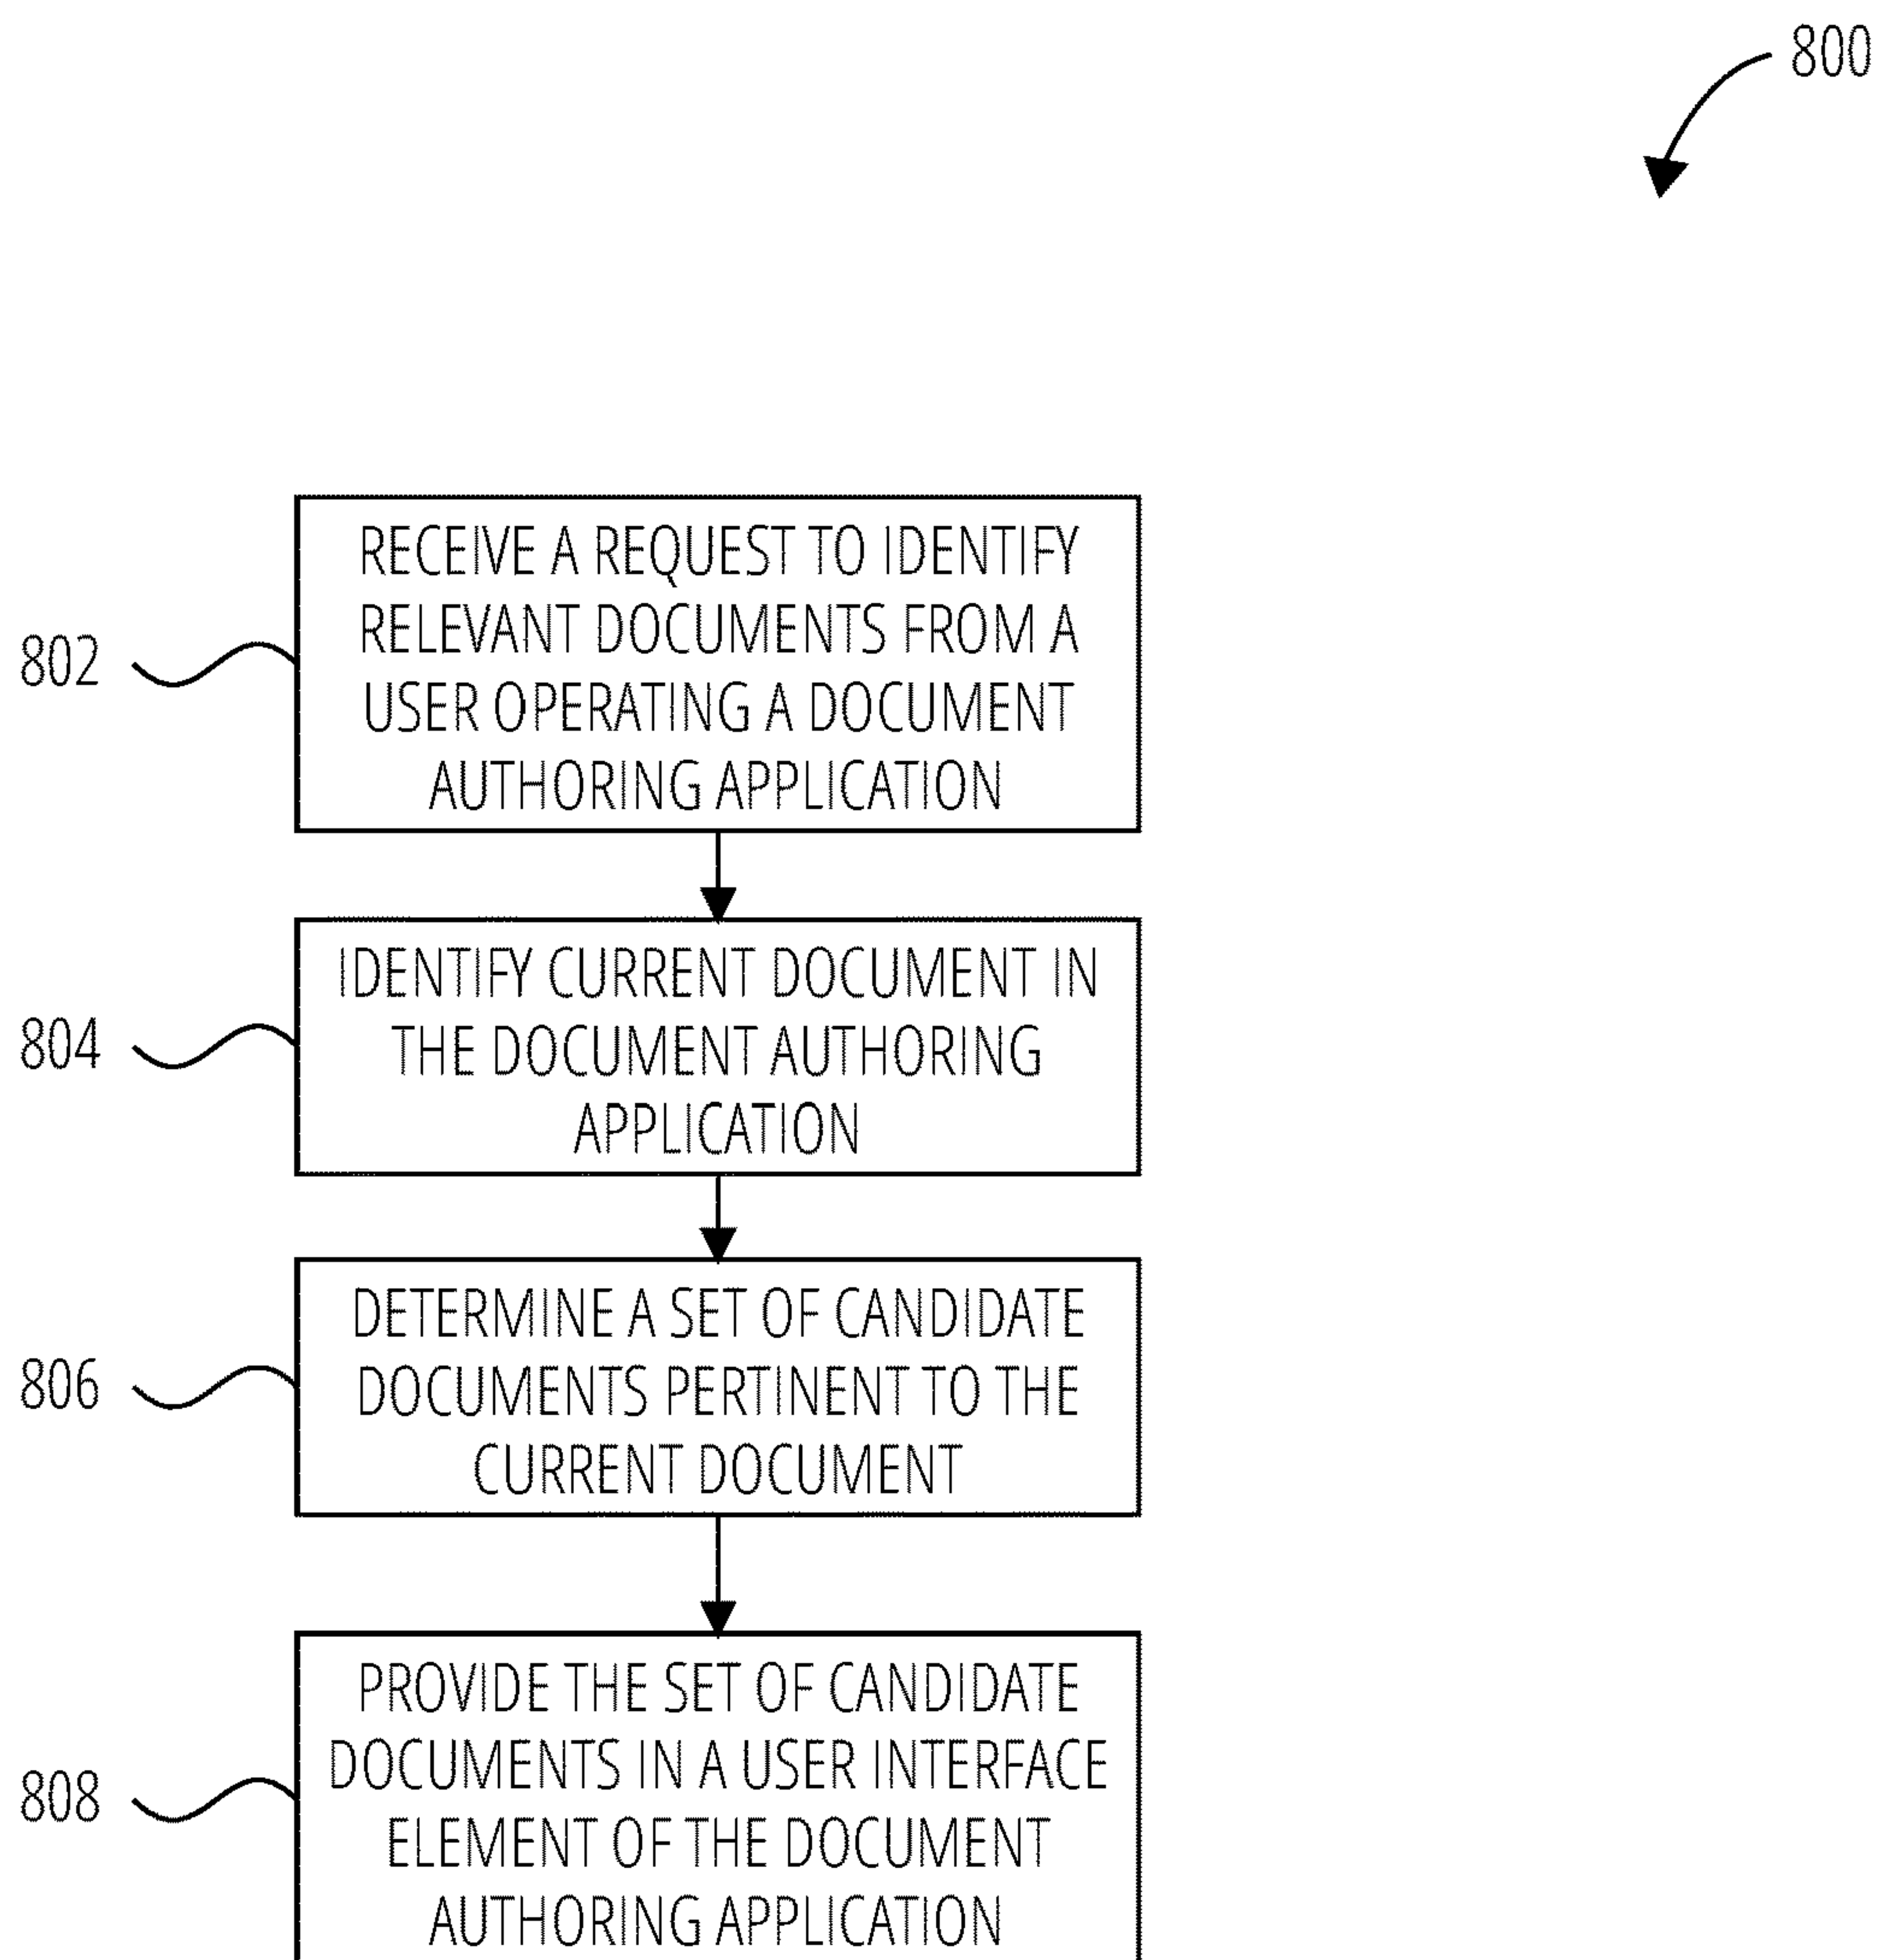 800
802
RECEIVE A REQUEST TO IDENTIFY
RELEVANT DOCUMENTS FROM A
USER OPERATING A DOCUMENT
AUTHORING APPLICATION
804
IDENTIFY CURRENT DOCUMENT IN
THE DOCUMENT AUTHORING
APPLICATION
806
DETERMINE A SET OF CANDIDATE
DOCUMENTS PERTINENT TO THE
CURRENT DOCUMENT
808
PROVIDE THE SET OF CANDIDATE
DOCUMENTS IN A USER INTERFACE
ELEMENT OF THE DOCUMENT
AUTHORING APPLICATION